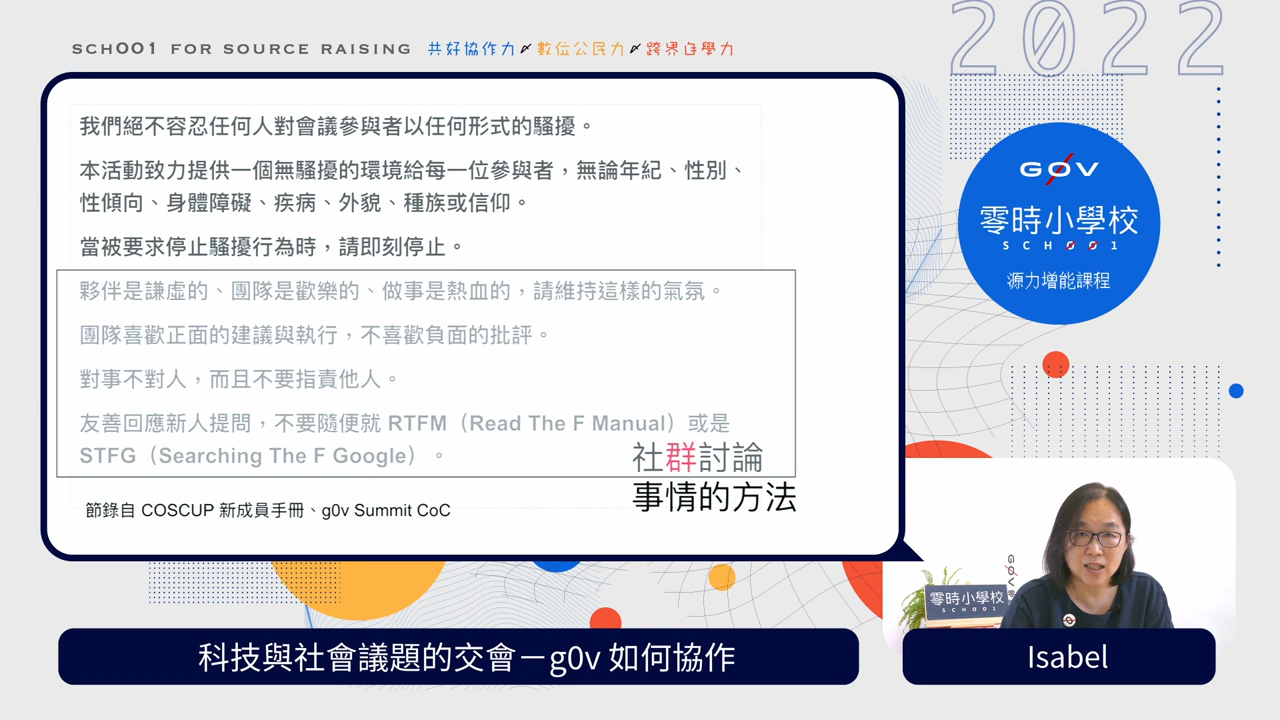 SCHOO1 FOR SOURCE RAISING 共好協作力 數位公民力 跨界自學力
2022
我們絕不容忍任何人對會議參與者以任何形式的騷擾。
本活動致力提供一個無騷擾的環境給每一位參與者，無論年紀、性別、
性傾向、身體障礙、疾病、外貌、種族或信仰。
當被要求停止騷擾行為時，請即刻停止。
夥伴是謙虛的、團隊是歡樂的、做事是熱血的，請維持這樣的氣氛。
團隊喜歡正面的建議與執行，不喜歡負面的批評。
對事不對人，而且不要指責他人。
友善回應新人提問，不要隨便就 RTFM（Read The F Manual）或是
STFG（Searching The F Google）。
社群討論
事情的方法
節錄自 COSCUP 新成員手冊、g0v Summit CoC
G0V
零時小學校
SCH001
源力增能課程
G0V
零時小學校
SCH001
科技與社會議題的交會－g0v 如何協作
Isabel